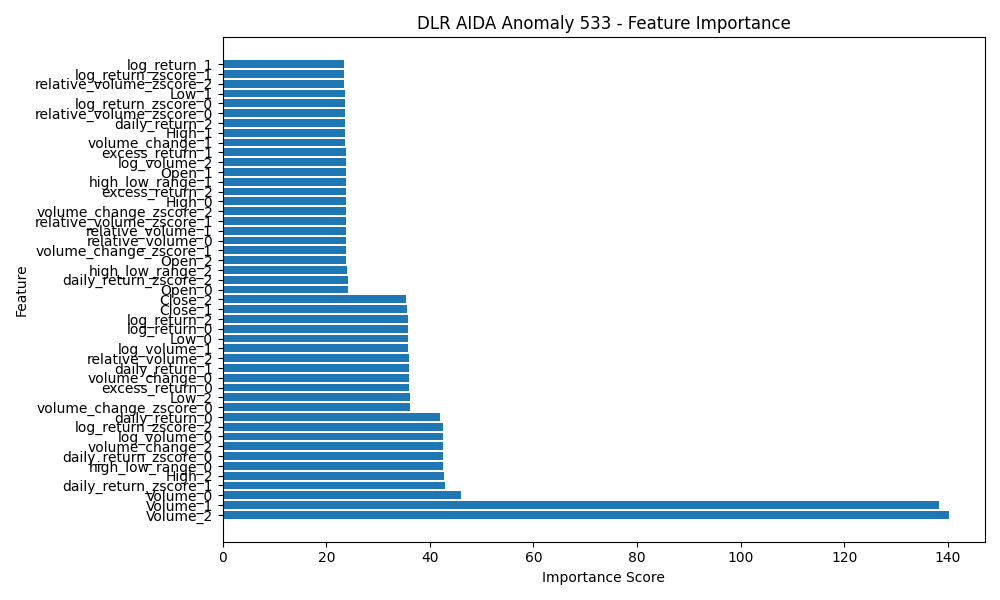 DLR AIDA Anomaly 533 - Feature Importance
log_return_1
log_return_zscore_1
relative_volume_zscore_2
Low_1
log_return_zscore_0
relative_volume_zscore_0
daily_return_2
High_1
volume_change_1
excess_return_1
log_volume_2
Open_1
high_low_range_1
excess_return_2
High_0
volume_change_zscore_2
relative_volume_zscore_1
relative_volume_1
relative_volume_0
volume_change_zscore_1
Open_2
high_low_range_2
daily_return_zscore_2
Open_0
Close_2
Close_1
log_return_2
log_return_0
Low_0
log_volume_1
relative_volume_2
daily_return_1
volume_change_0
excess_return_0
Low_2
volume_change_zscore_0
daily_return_0
log_return_zscore_2
log_volume_0
volume_change_2
daily_return_zscore_0
high_low_range_0
High_2
daily_return_zscore_1
Volume_0
Volume_1
Volume_2
Feature
0 20 40 60 80 100 120 140
Importance Score